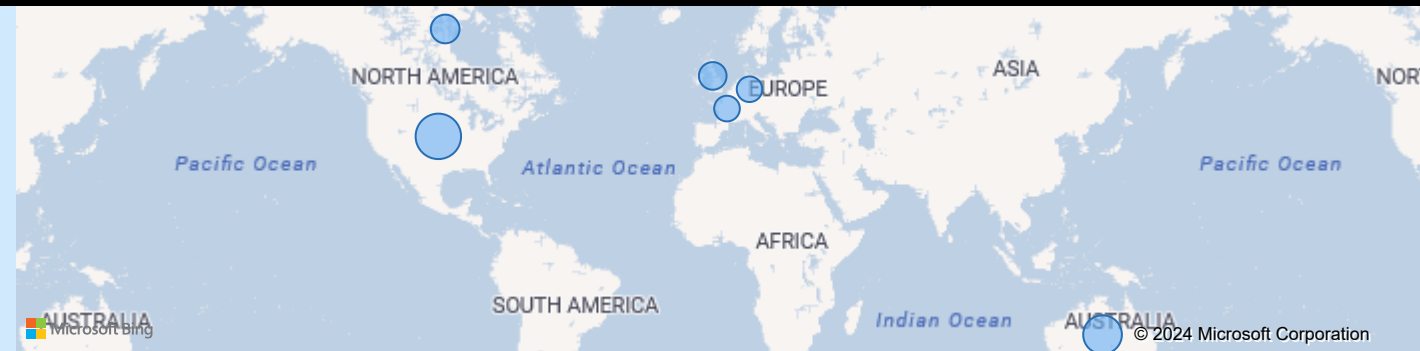 NORTH AMERICA
EUROPE
ASIA
NOR
Pacific Ocean
Atlantic Ocean
Pacific Ocean
AFRICA
SOUTH AMERICA
Indian Ocean
AUSTRALIA
AUSTRALIA
Microsoft Bing
© 2024 Microsoft Corporation